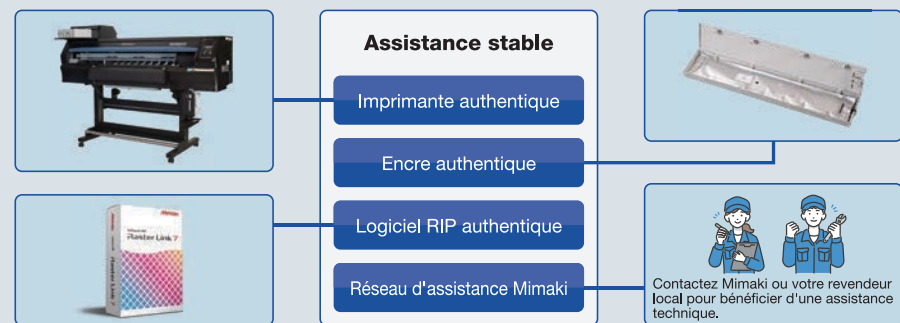 Assistance stable
Imprimante authentique
Encre authentique
Logiciel RIP authentique
Réseau d'assistance Mimaki
Raster Link 7
Contactez Mimaki ou votre revendeur
local pour bénéficier d'une assistance
technique.